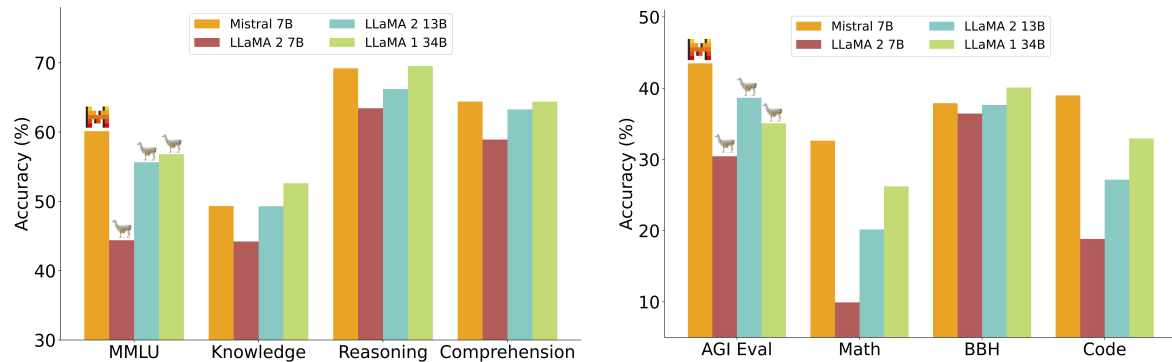 Mistral 7B
LLaMA 2 7B
LLaMA 2 13B
LLaMA 1 34B
Accuracy (%)
70
60
50
40
30
MMLU Knowledge Reasoning Comprehension
Mistral 7B
LLaMA 2 7B
LLaMA 2 13B
LLaMA 1 34B
Accuracy (%)
50
40
30
20
10
AGI Eval Math BBH Code